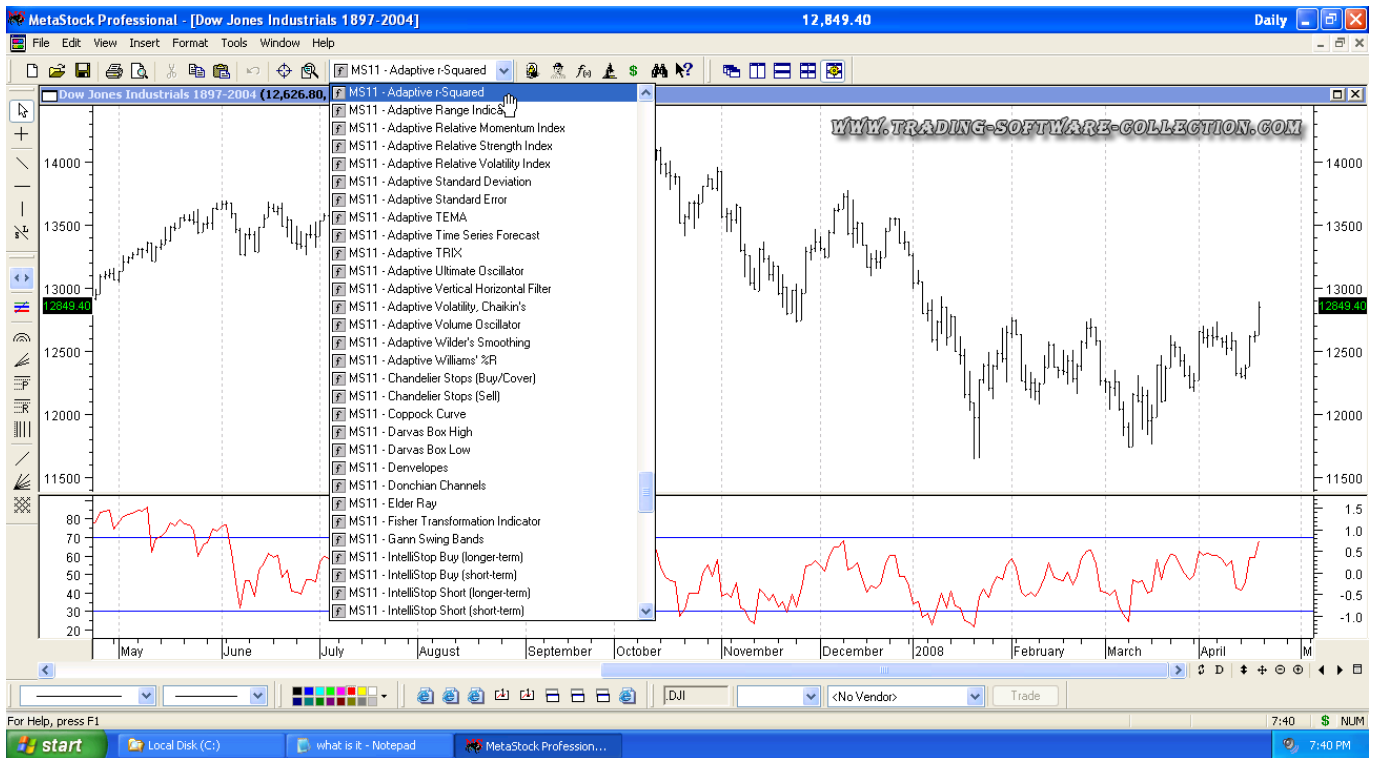 MetaStock Professional - [Dow Jones Industrials 1897-2004]
12,849.40
Daily
File Edit View Insert Format Tools Window Help
MS11 - Adaptive r-Squared
Dow Jones Industrials 1897-2004 (12,626.80,
WWW.TRADING-SOFTWARE-COLLECTION.COM
MS11 - Adaptive r-Squared
MS11 - Adaptive Range Indica
MS11 - Adaptive Relative Momentum Index
MS11 - Adaptive Relative Strength Index
MS11 - Adaptive Relative Volatility Index
MS11 - Adaptive Standard Deviation
MS11 - Adaptive Standard Error
MS11 - Adaptive TEMA
MS11 - Adaptive Time Series Forecast
MS11 - Adaptive TRIX
MS11 - Adaptive Ultimate Oscillator
MS11 - Adaptive Vertical Horizontal Filter
MS11 - Adaptive Volatility, Chaikin's
MS11 - Adaptive Volume Oscillator
MS11 - Adaptive Wilder's Smoothing
MS11 - Adaptive Williams' %R
MS11 - Chandelier Stops (Buy/Cover)
MS11 - Chandelier Stops (Sell)
MS11 - Coppock Curve
MS11 - Darvas Box High
MS11 - Darvas Box Low
MS11 - Denvelopes
MS11 - Donchian Channels
MS11 - Elder Ray
MS11 - Fisher Transformation Indicator
MS11 - Gann Swing Bands
MS11 - IntelliStop Buy (longer-term)
MS11 - IntelliStop Buy (short-term)
MS11 - IntelliStop Short (longer-term)
MS11 - IntelliStop Short (short-term)
14000
13500
13000
12849.40
12500
12000
11500
80
70
60
50
40
30
20
14000
13500
13000
12849.40
12500
12000
11500
1.5
1.0
0.5
0.0
-0.5
-1.0
May June July August September October November December 2008 February March April M
D
DJI
<No Vendor>
Trade
For Help, press F1
7:40 $ NUM
start
Local Disk (C:)
what is it - Notepad
MetaStock Profession...
7:40 PM